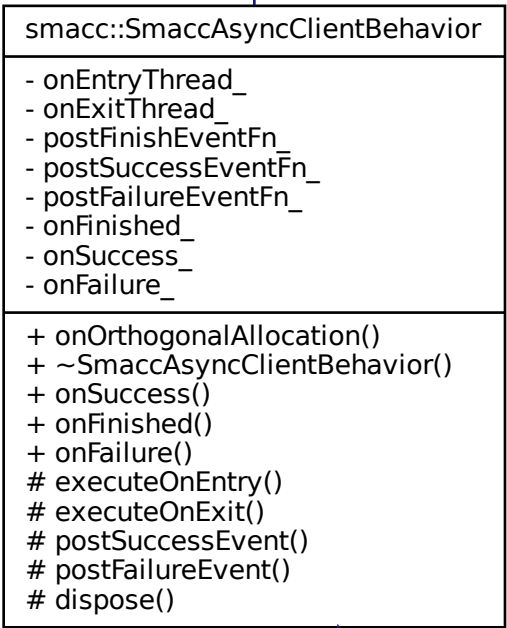 smacc::SmaccAsyncClientBehavior
- onEntryThread_
- onExitThread_
- postFinishEventFn_
- postSuccessEventFn_
- postFailureEventFn_
- onFinished_
- onSuccess_
- onFailure_
+ onOrthogonalAllocation()
+ ~SmaccAsyncClientBehavior()
+ onSuccess()
+ onFinished()
+ onFailure()
# executeOnEntry()
# executeOnExit()
# postSuccessEvent()
# postFailureEvent()
# dispose()